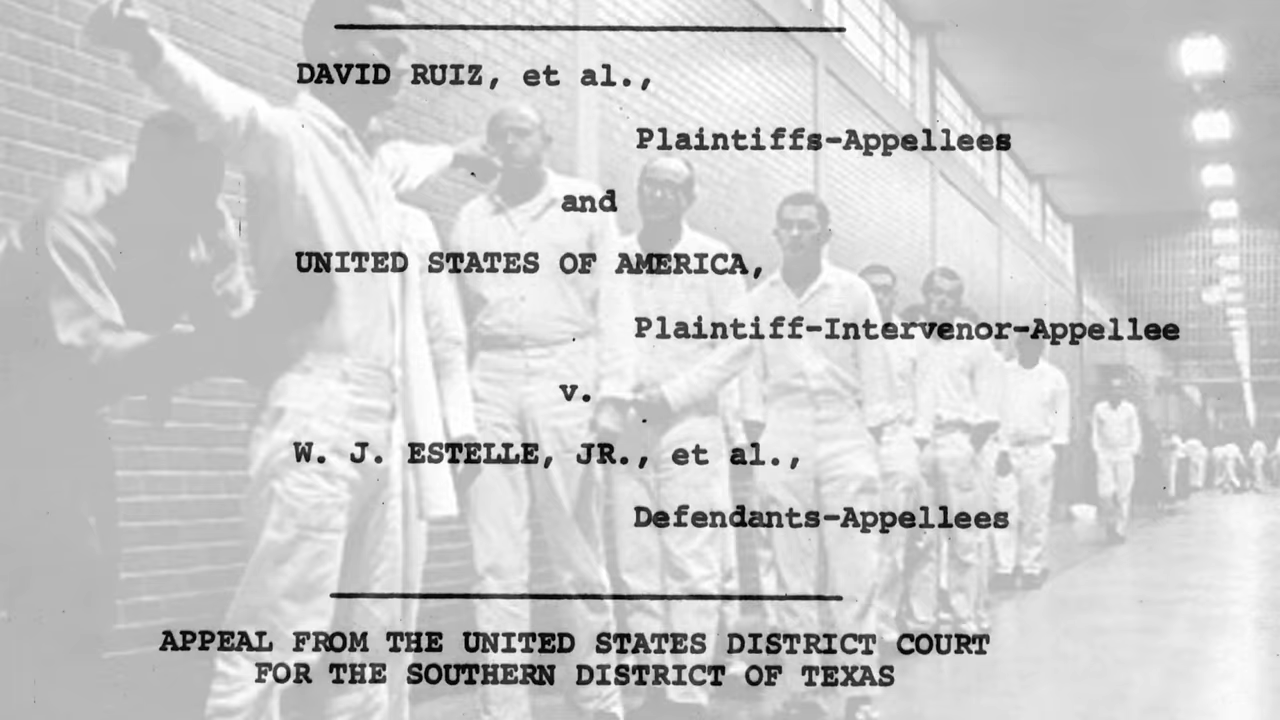 DAVID RUIZ, et al.,
Plaintiffs-Appellees
and
UNITED STATES OF AMERICA,
Plaintiff-Intervenor-Appellee
v.
W. J. ESTELLE, JR., et al.,
Defendants-Appellees
APPEAL FROM THE UNITED STATES DISTRICT COURT
FOR THE SOUTHERN DISTRICT OF TEXAS